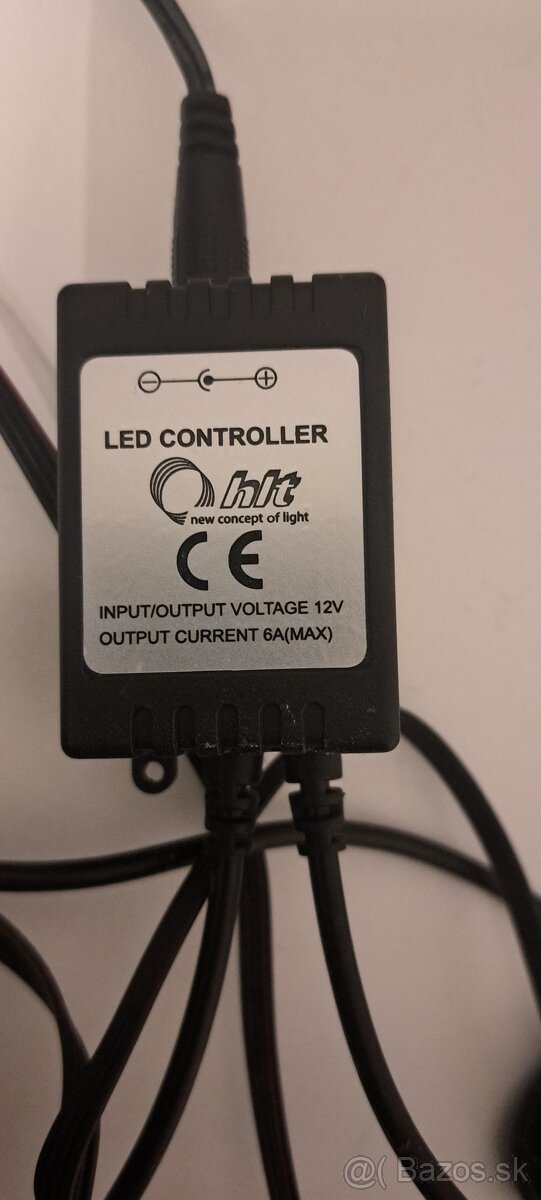 LED CONTROLLER
hlt
new concept of light
CE
INPUT/OUTPUT VOLTAGE 12V
OUTPUT CURRENT 6A(MAX)
@( Bazos.sk